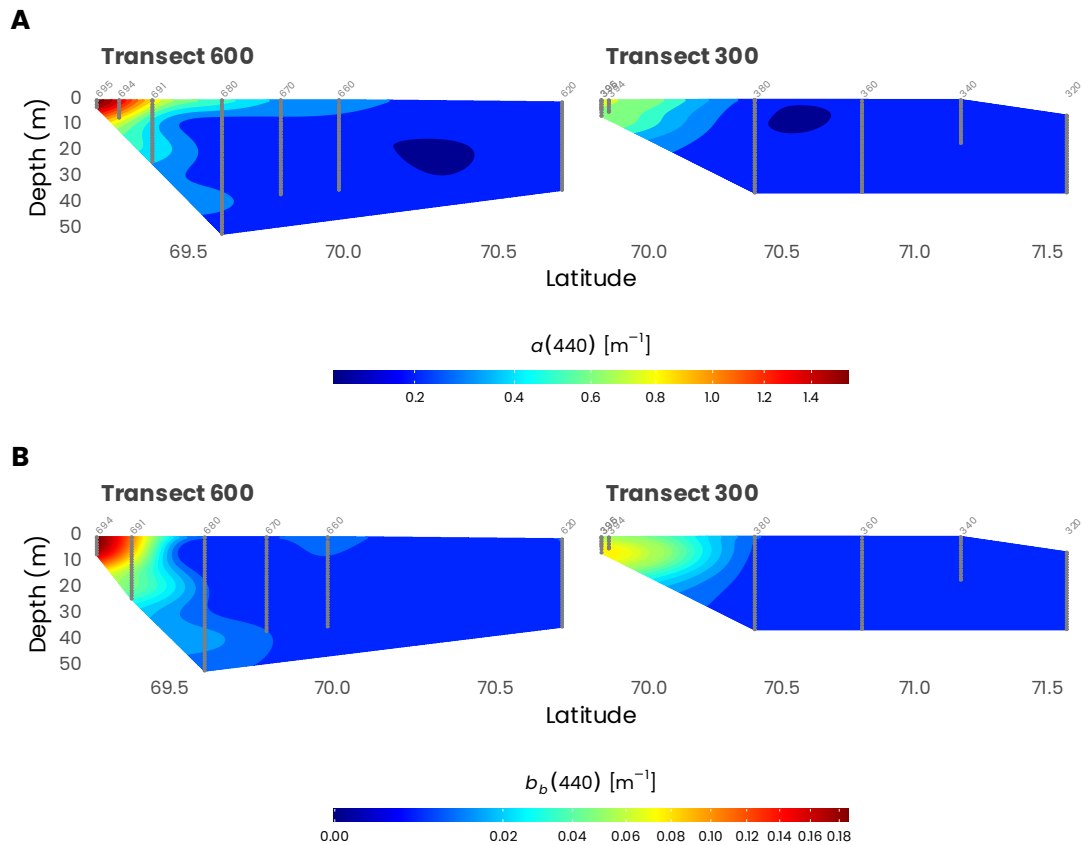 A
Transect 600 Transect 300
695 694 691 680 670 660 620 395 394 380 360 340 320
0
10
20
30
40
50
Depth (m)
69.5 70.0 70.5 70.0 70.5 71.0 71.5
Latitude
a(440) [m⁻¹]
0.2 0.4 0.6 0.8 1.0 1.2 1.4
B
Transect 600 Transect 300
694 691 680 670 660 620 394 380 360 340 320
0
10
20
30
40
50
Depth (m)
69.5 70.0 70.5 70.0 70.5 71.0 71.5
Latitude
b_b(440) [m⁻¹]
0.00 0.02 0.04 0.06 0.08 0.10 0.12 0.14 0.16 0.18